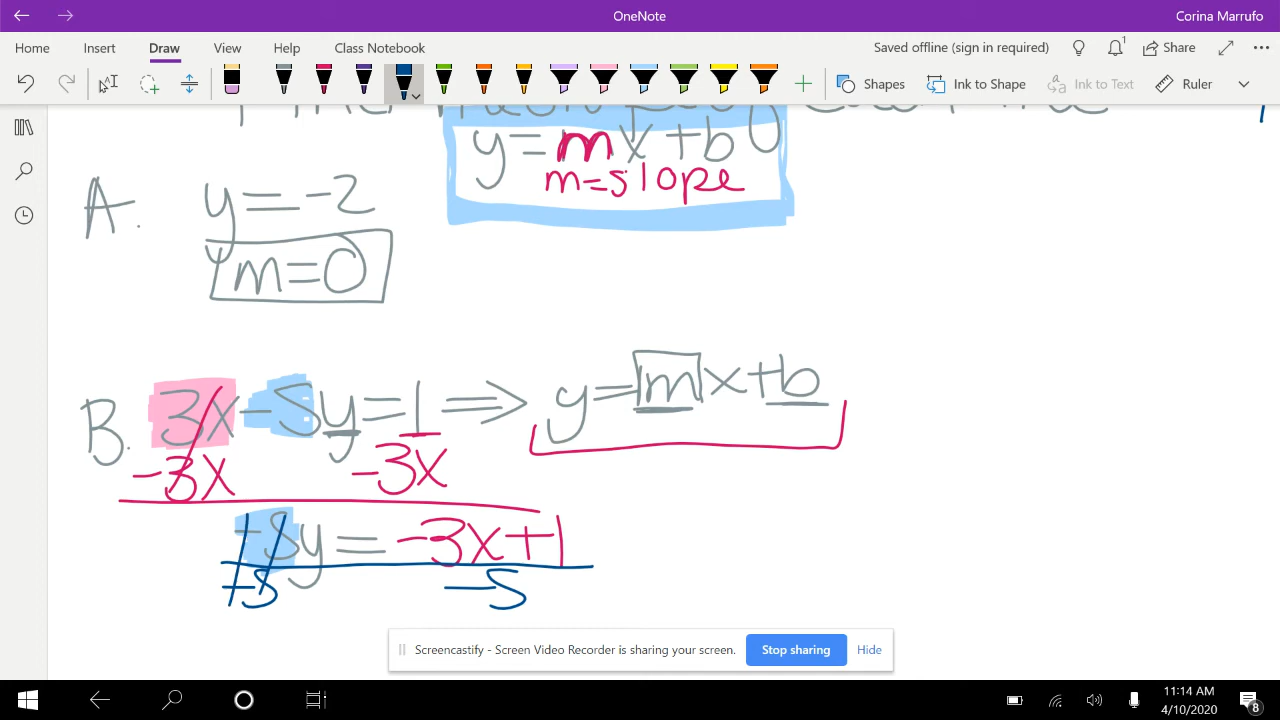 OneNote
Corina Marrufo
Home Insert Draw View Help Class Notebook
Saved offline (sign in required) 1 Share
Shapes Ink to Shape Ink to Text Ruler
y=mx+b
m=slope
A. y=-2
m=0
B. 3x-5y=1 ⇒ y=mx+b
-3x -3x
-5y=-3x+1
-5 -5
Screencastify - Screen Video Recorder is sharing your screen. Stop sharing Hide
11:14 AM
4/10/2020
8